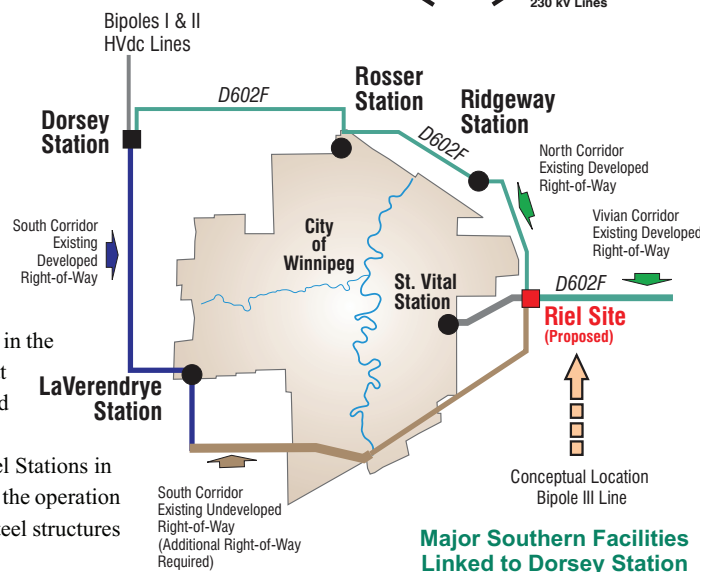 230 kV Lines
Bipoles I & II
HVdc Lines
D602F
Rosser
Station
Ridgeway
Station
Dorsey
Station
D602F
North Corridor
Existing Developed
Right-of-Way
Vivian Corridor
Existing Developed
Right-of-Way
South Corridor
Existing
Developed
Right-of-Way
City
of
Winnipeg
St. Vital
Station
D602F
Riel Site
(Proposed)
in the
LaVerendrye
Station
el Stations in
the operation
teel structures
South Corridor
Existing Undeveloped
Right-of-Way
(Additional Right-of-Way
Required)
Conceptual Location
Bipole III Line
Major Southern Facilities
Linked to Dorsey Station